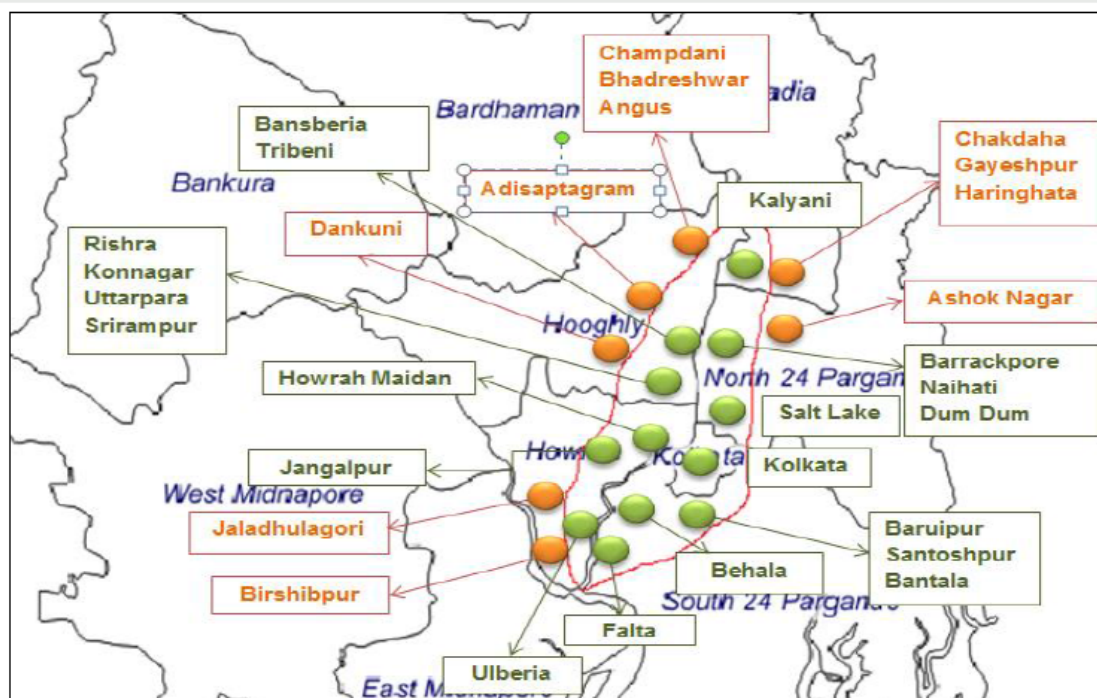 Champdani
Bhadreshwar
Angus
Bardhaman
adia
Bansberia
Tribeni
Chakdaha
Gayeshpur
Haringhata
Bankura
Adisaptagram
Kalyani
Dankuni
Rishra
Konnagar
Uttarpara
Srirampur
Ashok Nagar
Hooghly
Barrackpore
Naihati
Dum Dum
Howrah Maidan
North 24 Pargan
Salt Lake
Jangalpur
How
Kolkata
Kolkata
West Midnapore
Jaladhulagori
Baruipur
Santoshpur
Bantala
Behala
Birshibpur
South 24 Pargan
Falta
Ulberia
East M